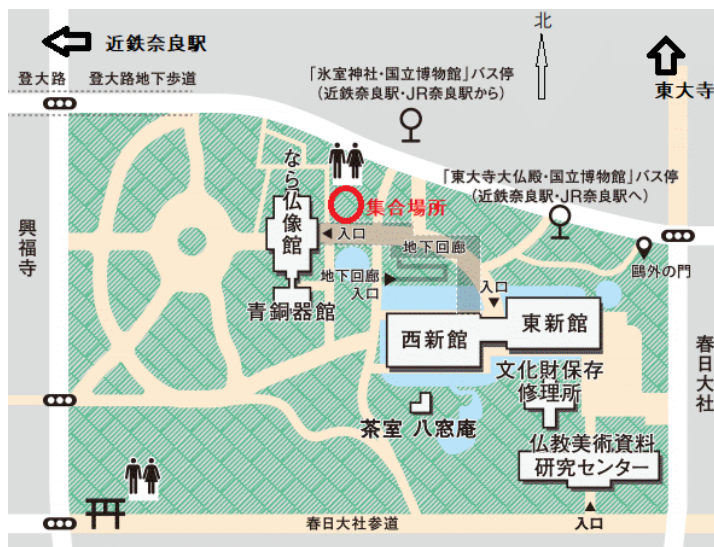 近鉄奈良駅
北
登大路
登大路地下歩道
「氷室神社・国立博物館」バス停
(近鉄奈良駅・JR奈良駅から)
東大寺
なら仏像館
「東大寺大仏殿・国立博物館」バス停
(近鉄奈良駅・JR奈良駅へ)
集合場所
入口
地下回廊
興福寺
鷗外の門
地下回廊
入口
入口
青銅器館
東新館
西新館
春日大社
文化財保存
修理所
茶室 八窓庵
仏教美術資料
研究センター
春日大社参道
入口